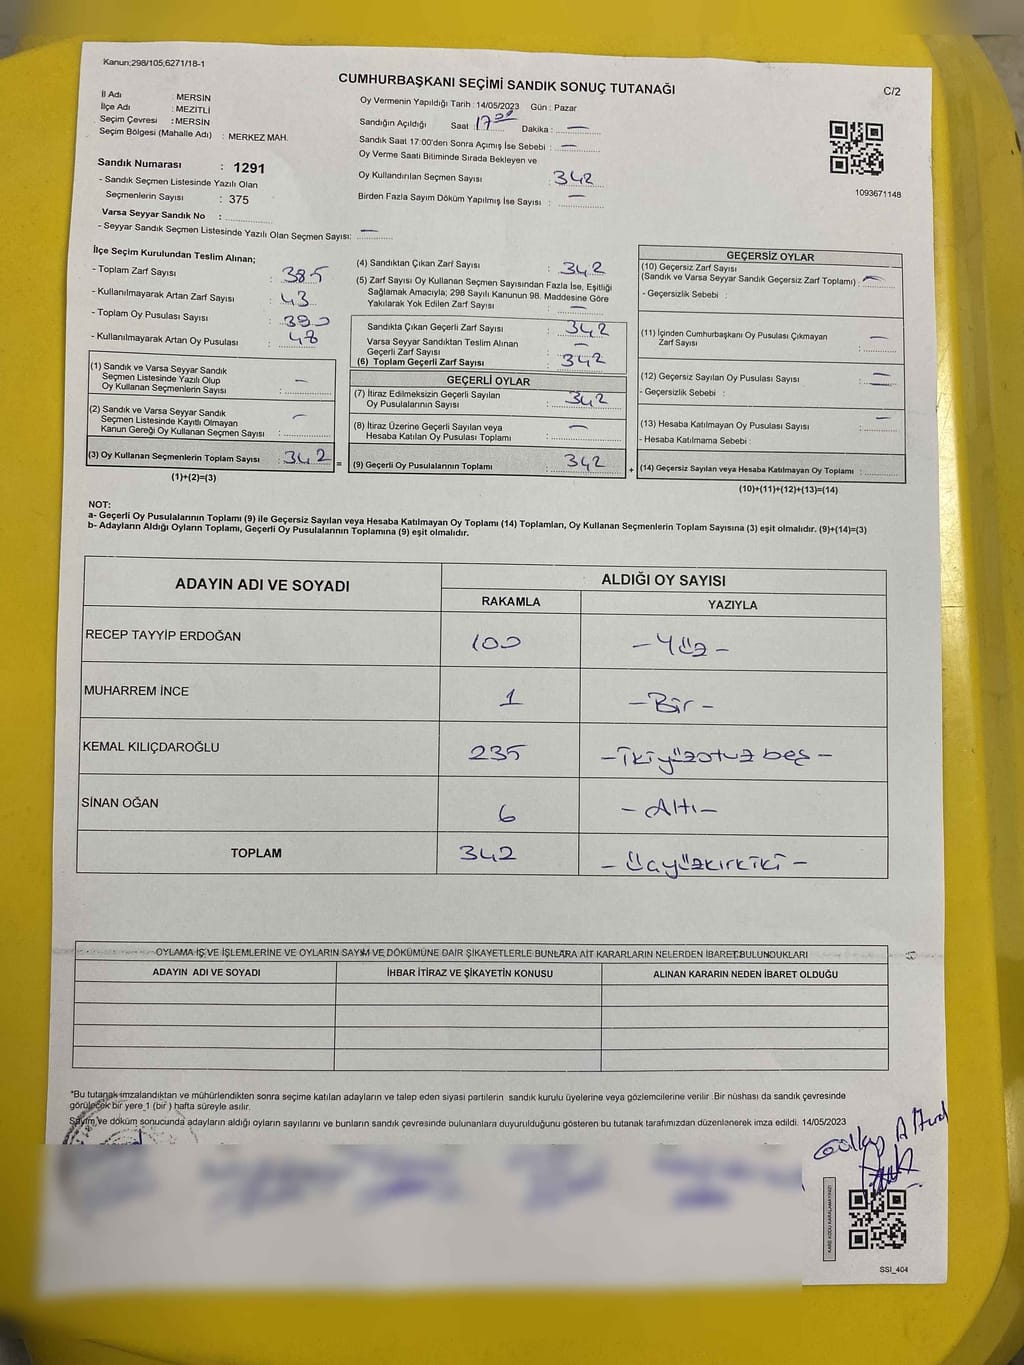 Kanun;298/105;6271/18-1
CUMHURBAŞKANI SEÇİMİ SANDIK SONUÇ TUTANAĞI
C/2
İl Adı : MERSİN
İlçe Adı : MEZİTLİ
Seçim Çevresi : MERSİN
Seçim Bölgesi (Mahalle Adı) : MERKEZ MAH.
Sandık Numarası : 1291
- Sandık Seçmen Listesinde Yazılı Olan
Seçmenlerin Sayısı : 375
Varsa Seyyar Sandık No :
- Seyyar Sandık Seçmen Listesinde Yazılı Olan Seçmen Sayısı: —
Oy Vermenin Yapıldığı Tarih : 14/05/2023 Gün : Pazar
Sandığın Açıldığı Saat : 17 00 Dakika : —
Sandık Saat 17:00'den Sonra Açımış İse Sebebi : —
Oy Verme Saati Bitiminde Sırada Bekleyen ve
Oy Kullandırılan Seçmen Sayısı : 342
Birden Fazla Sayım Döküm Yapılmış İse Sayısı : —
1093671148
İlçe Seçim Kurulundan Teslim Alınan;
- Toplam Zarf Sayısı : 385
- Kullanılmayarak Artan Zarf Sayısı : 43
- Toplam Oy Pusulası Sayısı : 390
- Kullanılmayarak Artan Oy Pusulası : 48
(1) Sandık ve Varsa Seyyar Sandık
Seçmen Listesinde Yazılı Olup
Oy Kullanan Seçmenlerin Sayısı : —
(2) Sandık ve Varsa Seyyar Sandık
Seçmen Listesinde Kayıtlı Olmayan
Kanun Gereği Oy Kullanan Seçmen Sayısı : —
(3) Oy Kullanan Seçmenlerin Toplam Sayısı : 342 =
(1)+(2)=(3)
(4) Sandıktan Çıkan Zarf Sayısı : 342
(5) Zarf Sayısı Oy Kullanan Seçmen Sayısından Fazla İse, Eşitliği
Sağlamak Amacıyla; 298 Sayılı Kanunun 98. Maddesine Göre
Yakılarak Yok Edilen Zarf Sayısı : —
Sandıkta Çıkan Geçerli Zarf Sayısı : 342
Varsa Seyyar Sandıktan Teslim Alınan
Geçerli Zarf Sayısı : —
(6) Toplam Geçerli Zarf Sayısı : 342
GEÇERLİ OYLAR
(7) İtiraz Edilmeksizin Geçerli Sayılan
Oy Pusulalarının Sayısı : 342
(8) İtiraz Üzerine Geçerli Sayılan veya
Hesaba Katılan Oy Pusulası Toplamı : —
(9) Geçerli Oy Pusulalarının Toplamı : 342 +
GEÇERSİZ OYLAR
(10) Geçersiz Zarf Sayısı
(Sandık ve Varsa Seyyar Sandık Geçersiz Zarf Toplamı) : —
- Geçersizlik Sebebi :
(11) İçinden Cumhurbaşkanı Oy Pusulası Çıkmayan
Zarf Sayısı : —
(12) Geçersiz Sayılan Oy Pusulası Sayısı : —
- Geçersizlik Sebebi :
(13) Hesaba Katılmayan Oy Pusulası Sayısı : —
- Hesaba Katılmama Sebebi :
(14) Geçersiz Sayılan veya Hesaba Katılmayan Oy Toplamı :
(10)+(11)+(12)+(13)=(14)
NOT:
a- Geçerli Oy Pusulalarının Toplamı (9) ile Geçersiz Sayılan veya Hesaba Katılmayan Oy Toplamı (14) Toplamları, Oy Kullanan Seçmenlerin Toplam Sayısına (3) eşit olmalıdır. (9)+(14)=(3)
b- Adayların Aldığı Oyların Toplamı, Geçerli Oy Pusulalarının Toplamına (9) eşit olmalıdır.
ADAYIN ADI VE SOYADI
ALDIĞI OY SAYISI
RAKAMLA YAZIYLA
RECEP TAYYİP ERDOĞAN 100 - Yüz -
MUHARREM İNCE 1 - Bir -
KEMAL KILIÇDAROĞLU 235 - İkiyüzotuz beş -
SİNAN OĞAN 6 - Altı -
TOPLAM 342 - Üçyüzkırkiki -
OYLAMA İŞ VE İŞLEMLERİNE VE OYLARIN SAYIM VE DÖKÜMÜNE DAİR ŞİKAYETLERLE BUNLARA AİT KARARLARIN NELERDEN İBARET BULUNDUKLARI
ADAYIN ADI VE SOYADI İHBAR İTİRAZ VE ŞİKAYETİN KONUSU ALINAN KARARIN NEDEN İBARET OLDUĞU
*Bu tutanak imzalandıktan ve mühürlendikten sonra seçime katılan adayların ve talep eden siyasi partilerin sandık kurulu üyelerine veya gözlemcilerine verilir. Bir nüshası da sandık çevresinde
görülecek bir yere 1 (bir) hafta süreyle asılır.
Sayım ve döküm sonucunda adayların aldığı oyların sayılarını ve bunların sandık çevresinde bulunanlara duyurulduğunu gösteren bu tutanak tarafımızdan düzenlenerek imza edildi. 14/05/2023
KARE KODU KARALAMAYINIZ!
SSİ_404